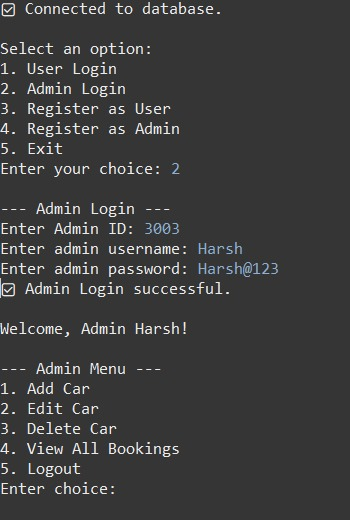 ☑ Connected to database.
Select an option:
1. User Login
2. Admin Login
3. Register as User
4. Register as Admin
5. Exit
Enter your choice: 2
--- Admin Login ---
Enter Admin ID: 3003
Enter admin username: Harsh
Enter admin password: Harsh@123
☑ Admin Login successful.
Welcome, Admin Harsh!
--- Admin Menu ---
1. Add Car
2. Edit Car
3. Delete Car
4. View All Bookings
5. Logout
Enter choice: